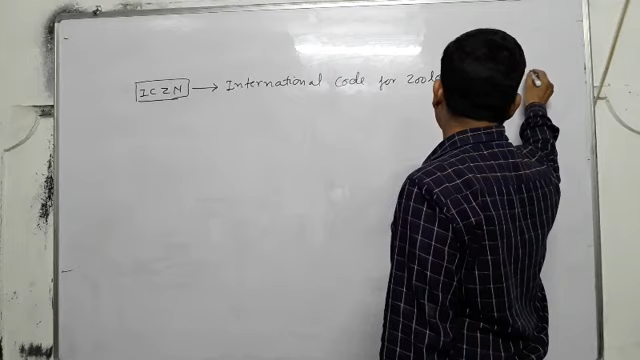 ICZN → International Code for